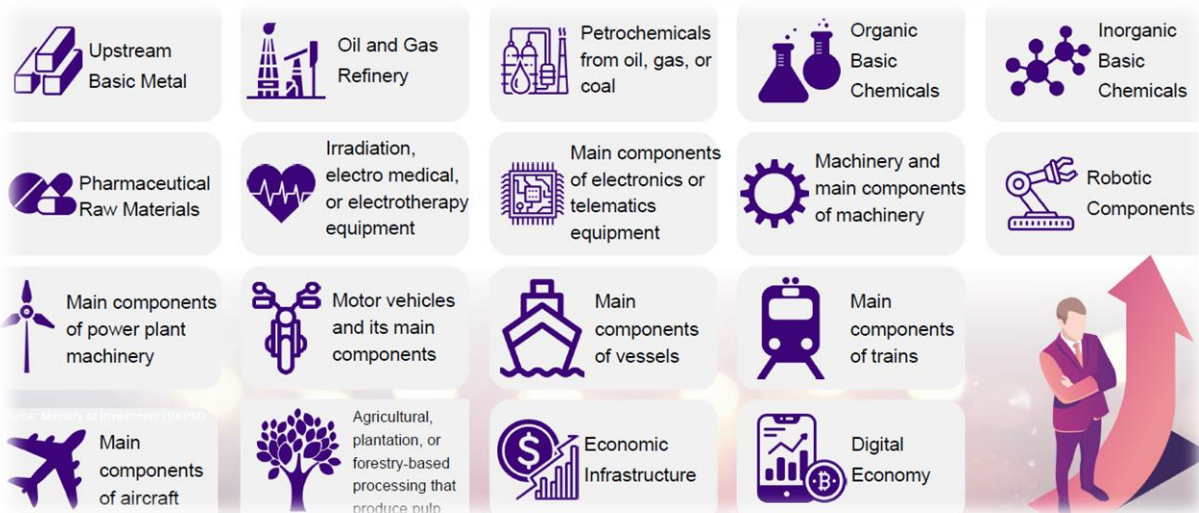 Upstream
Basic Metal
Oil and Gas
Refinery
Petrochemicals
from oil, gas, or
coal
Organic
Basic
Chemicals
Inorganic
Basic
Chemicals
Pharmaceutical
Raw Materials
Irradiation,
electro medical,
or electrotherapy
equipment
Main components
of electronics or
telematics
equipment
Machinery and
main components
of machinery
Robotic
Components
Main components
of power plant
machinery
Motor vehicles
and its main
components
Main
components
of vessels
Main
components
of trains
Ministry of Investment (BKPM)
Main
components
of aircraft
Agricultural,
plantation, or
forestry-based
processing that
produce pulp
Economic
Infrastructure
Digital
Economy